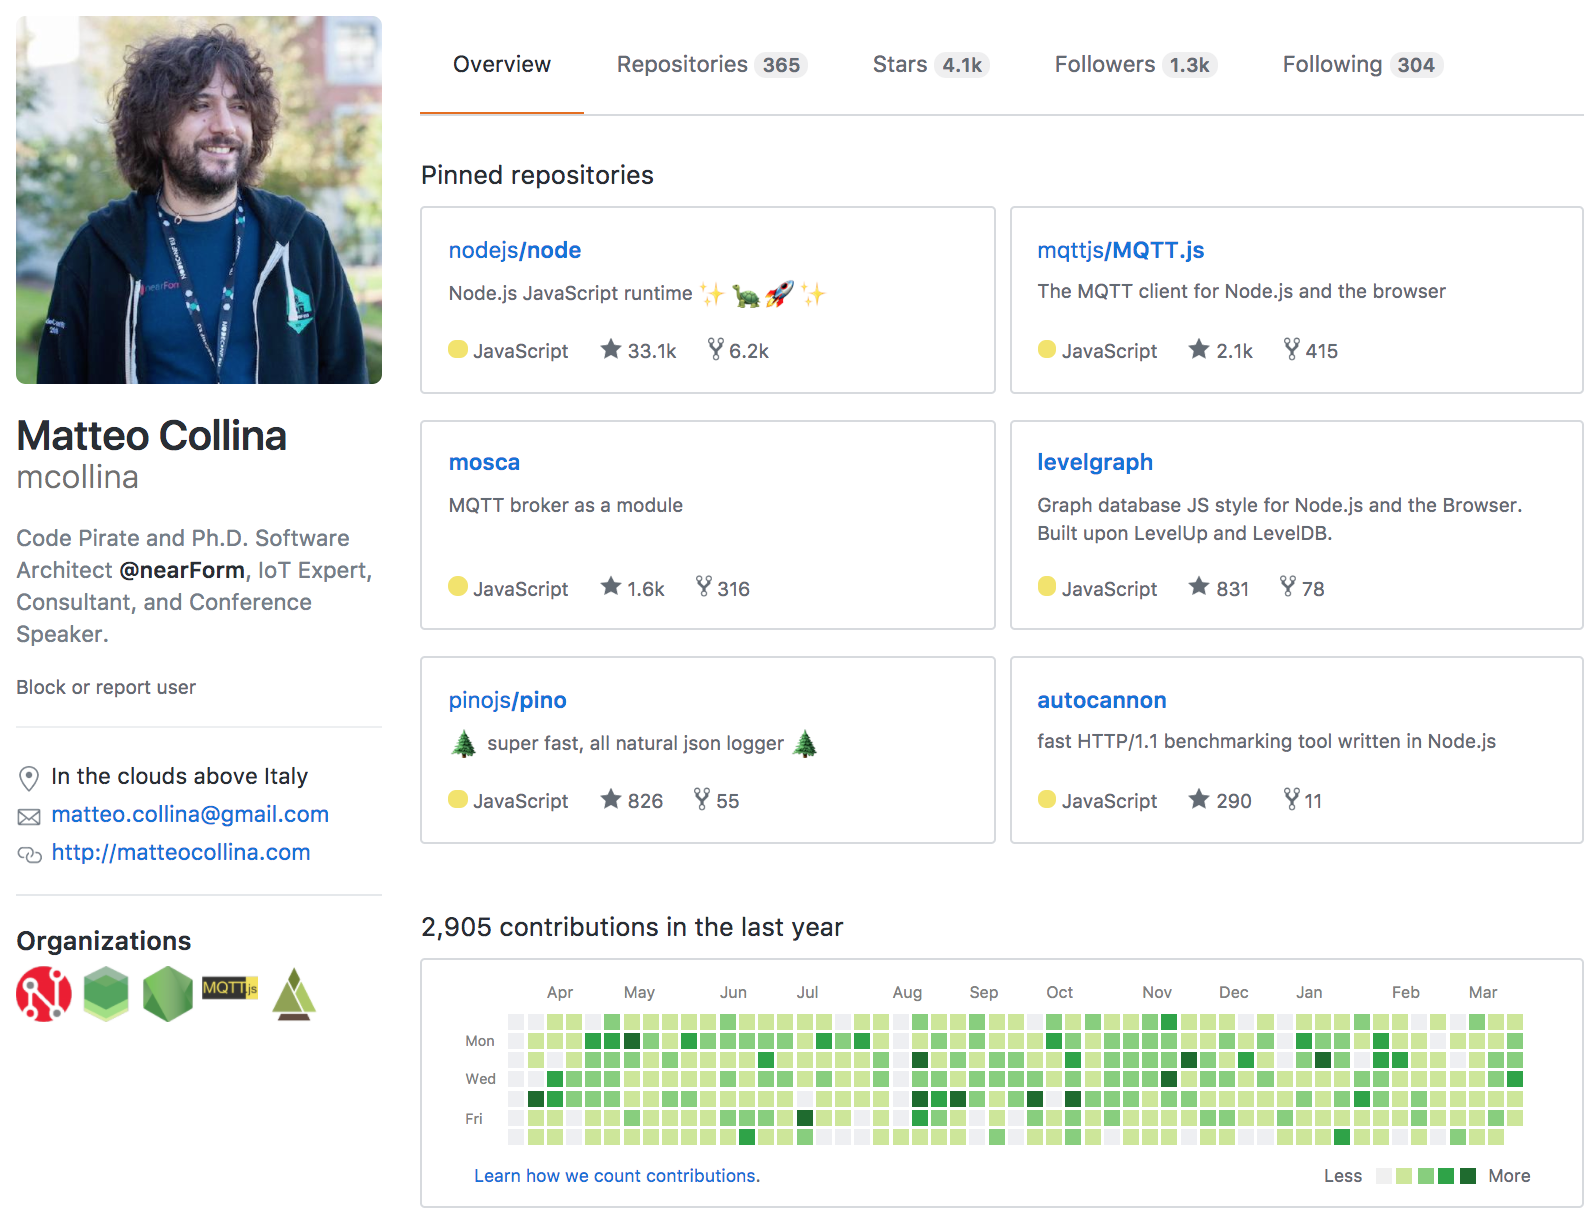 Overview
Repositories 365
Stars 4.1k
Followers 1.3k
Following 304
nearForm
Matteo Collina
mcollina
Code Pirate and Ph.D. Software
Architect @nearForm, IoT Expert,
Consultant, and Conference
Speaker.
Block or report user
In the clouds above Italy
matteo.collina@gmail.com
http://matteocollina.com
Organizations
MQTT.js
Pinned repositories
nodejs/node
Node.js JavaScript runtime ✨🐢🚀✨
JavaScript 33.1k 6.2k
mqttjs/MQTT.js
The MQTT client for Node.js and the browser
JavaScript 2.1k 415
mosca
MQTT broker as a module
JavaScript 1.6k 316
levelgraph
Graph database JS style for Node.js and the Browser.
Built upon LevelUp and LevelDB.
JavaScript 831 78
pinojs/pino
🌲 super fast, all natural json logger 🌲
JavaScript 826 55
autocannon
fast HTTP/1.1 benchmarking tool written in Node.js
JavaScript 290 11
2,905 contributions in the last year
Apr May Jun Jul Aug Sep Oct Nov Dec Jan Feb Mar
Mon
Wed
Fri
Learn how we count contributions.
Less More